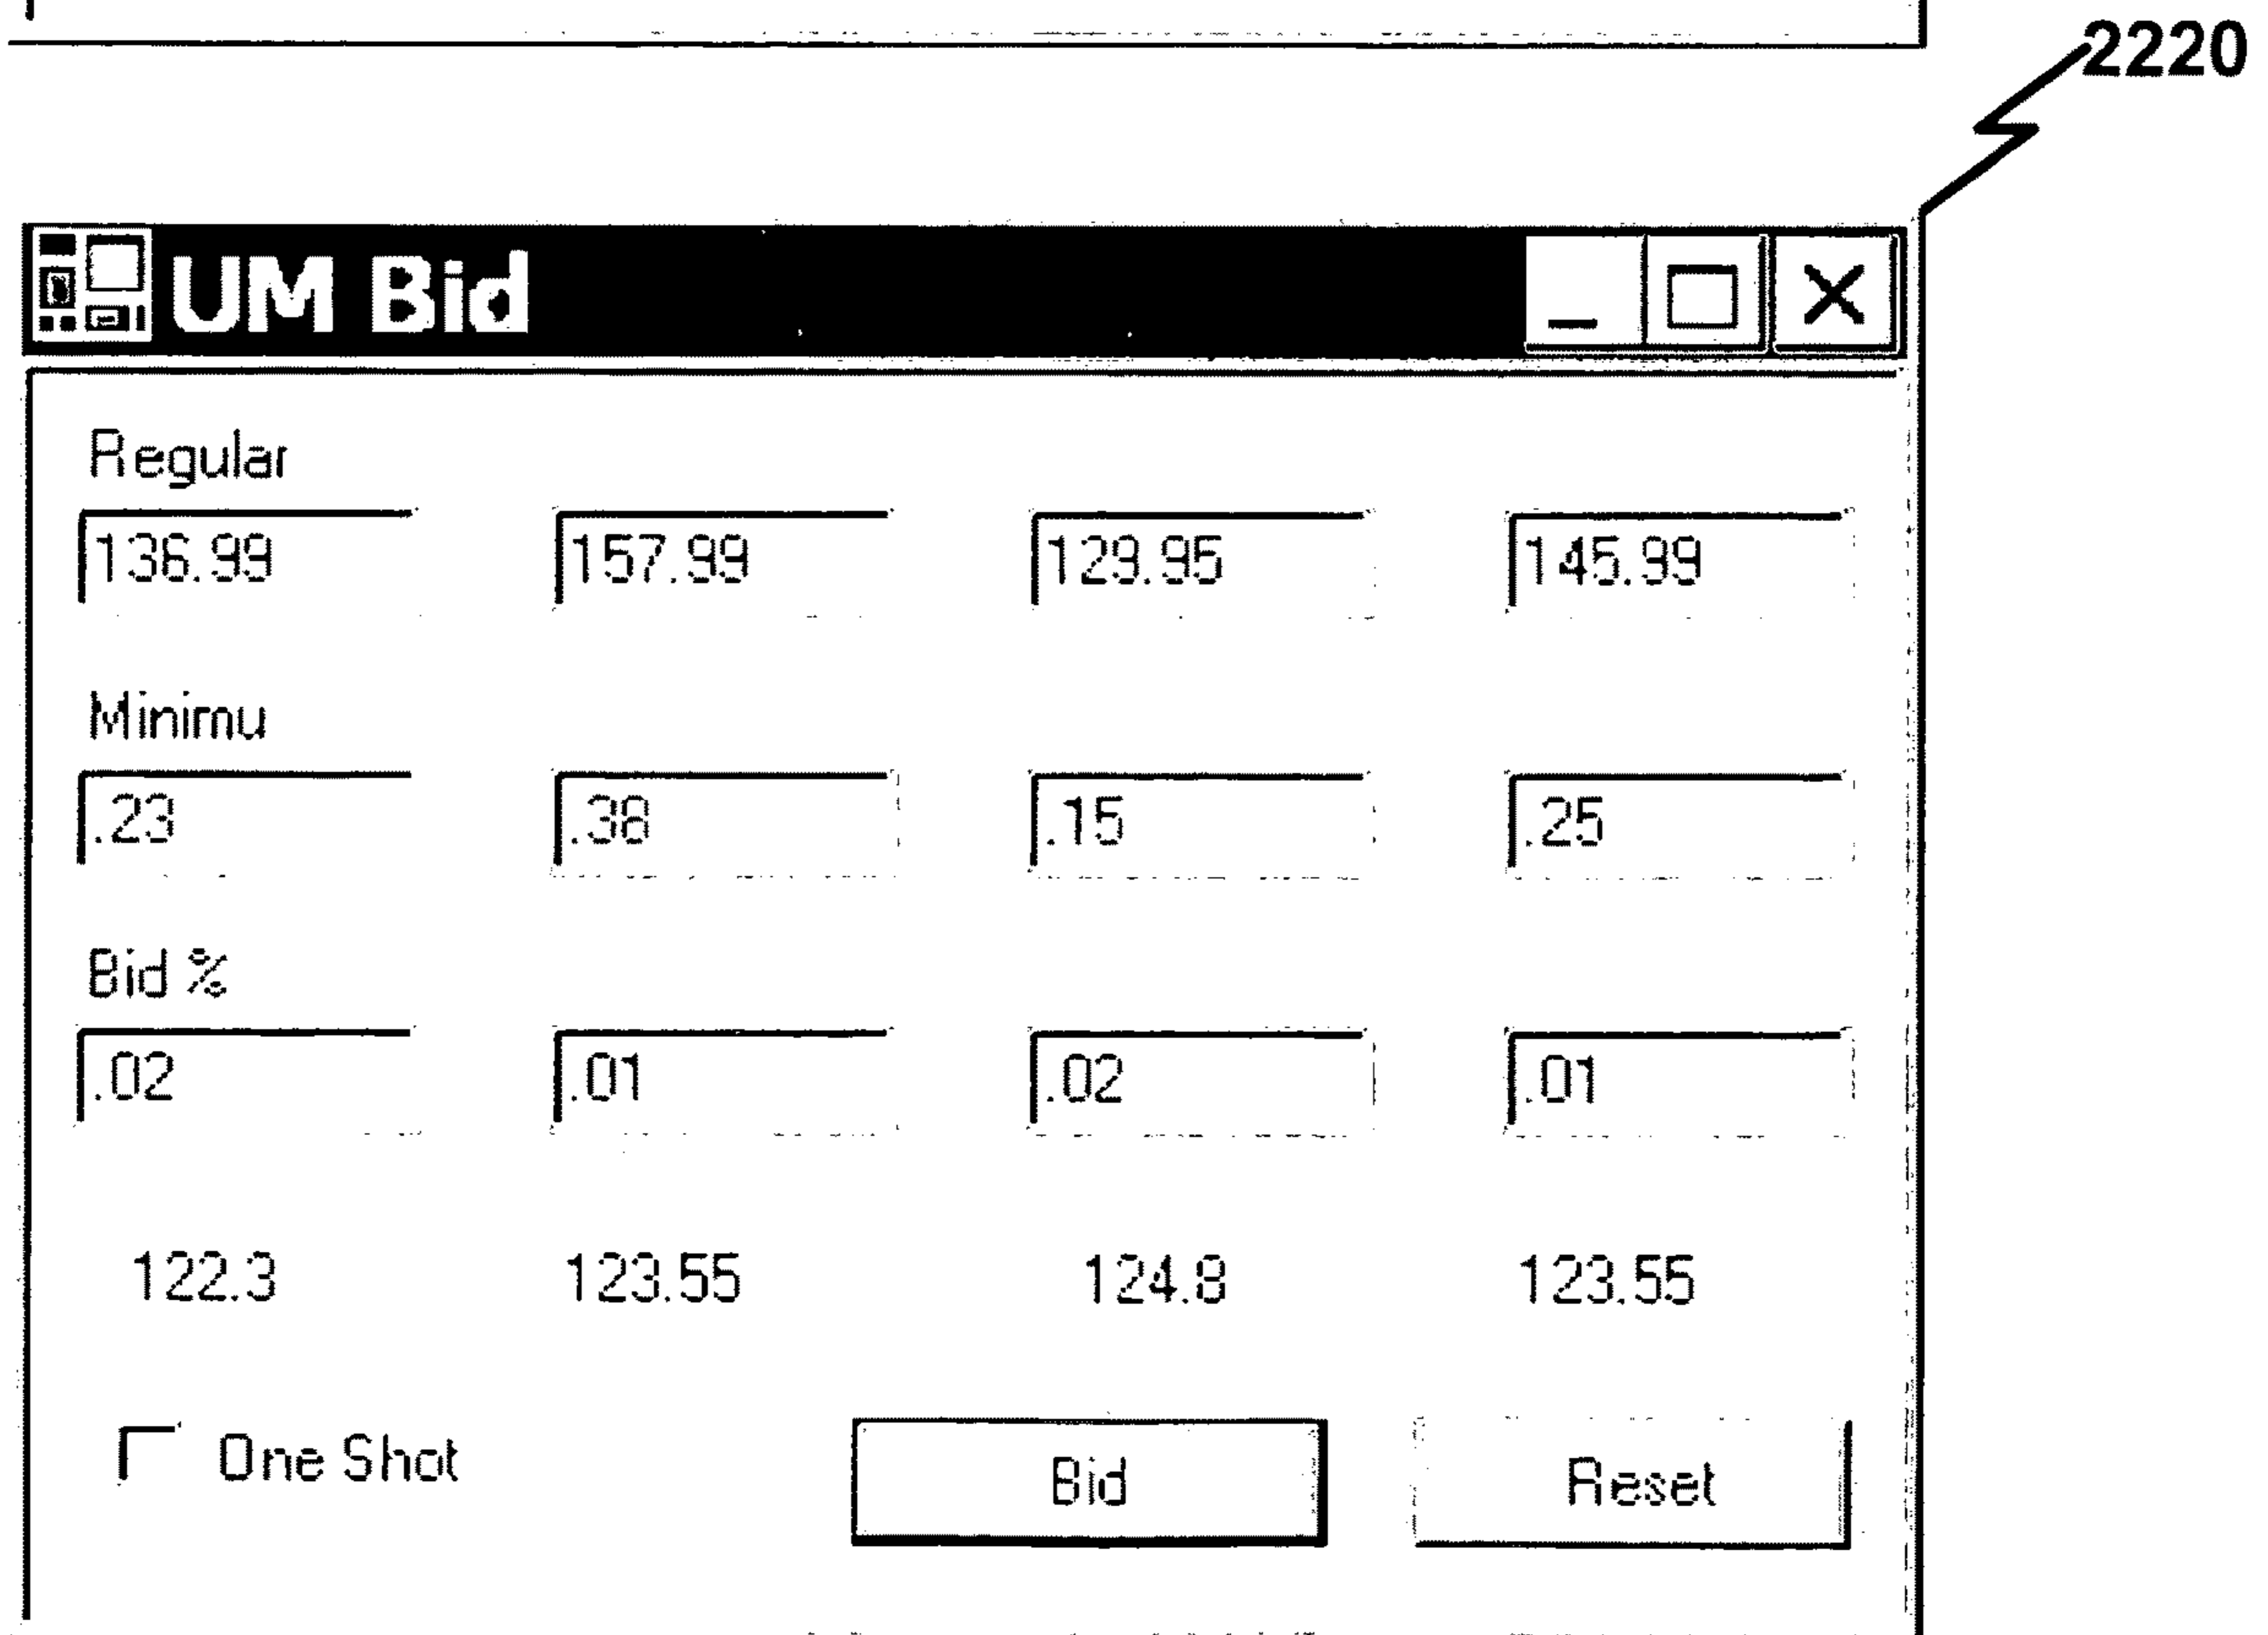 2220
UM Bid
Regular
136.99 157.99 129.95 145.99
Minimu
.23 .38 .15 .25
Bid %
.02 .01 .02 .01
122.3 123.55 124.8 123.55
One Shot Bid Reset